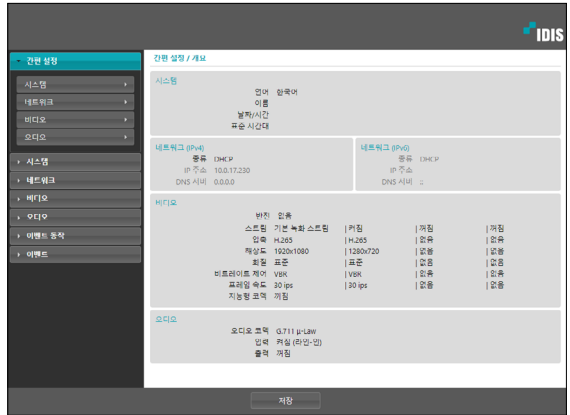 IDIS
간편 설정
간편 설정 / 개요
시스템
네트워크
비디오
오디오
시스템
네트워크
비디오
오디오
이벤트 동작
이벤트
시스템
언어 한국어
이름
날짜/시간
표준 시간대
네트워크 (IPv4)
종류 DHCP
IP 주소 10.0.17.230
DNS 서버 0.0.0.0
네트워크 (IPv6)
종류 DHCP
IP 주소
DNS 서버 ::
비디오
반전 없음
스트림 기본 녹화 스트림 | 켜짐 | 꺼짐 | 꺼짐
압축 H.265 | H.265 | 없음 | 없음
해상도 1920x1080 | 1280x720 | 없음 | 없음
화질 표준 | 표준 | 없음 | 없음
비트레이트 제어 VBR | VBR | 없음 | 없음
프레임 속도 30 ips | 30 ips | 없음 | 없음
지능형 코덱 꺼짐
오디오
오디오 코덱 G.711 μ-Law
입력 켜짐 (라인-인)
출력 꺼짐
저장